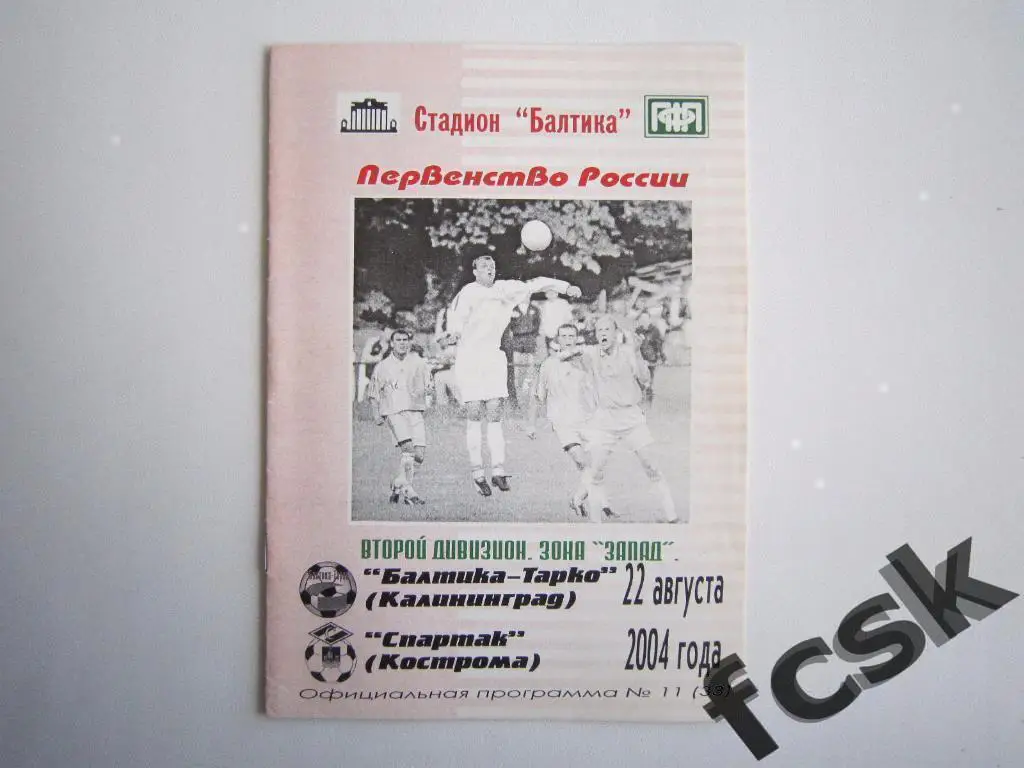 Стадион "Балтика"
Первенство России
ВТОРОЙ ДИВИЗИОН. ЗОНА "ЗАПАД".
"Балтика-Тарко"
(Калининград)
22 августа
"Спартак"
(Кострома)
2004 года
Официальная программа № 11 (33)
fcsk